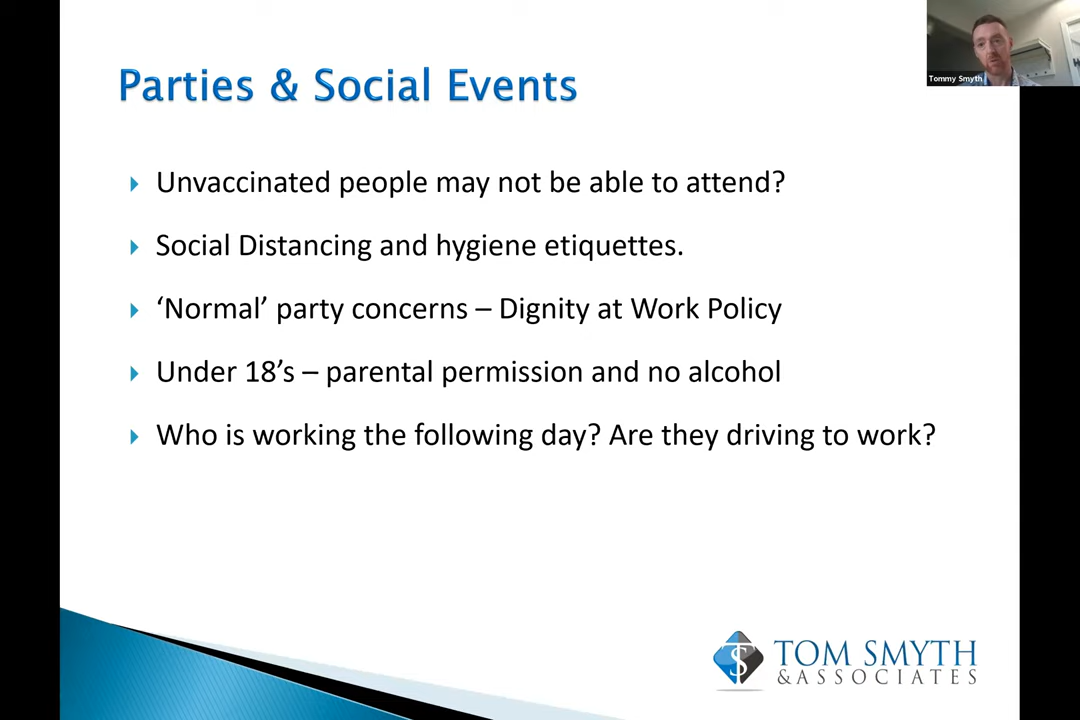 Parties & Social Events
Tommy Smyth
Unvaccinated people may not be able to attend?
Social Distancing and hygiene etiquettes.
‘Normal’ party concerns – Dignity at Work Policy
Under 18’s – parental permission and no alcohol
Who is working the following day? Are they driving to work?
TOM SMYTH
& ASSOCIATES